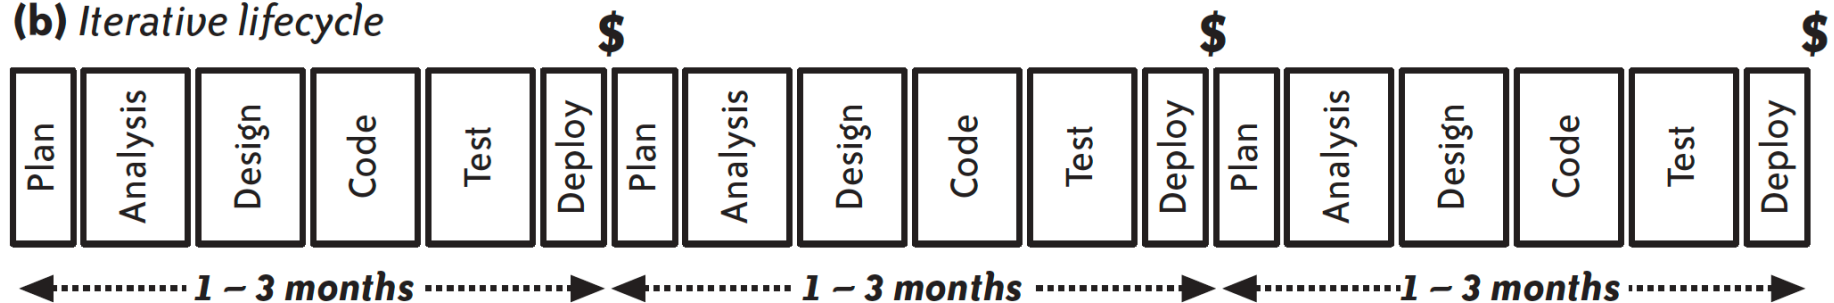 (b) Iterative lifecycle
$ $ $
Plan Analysis Design Code Test Deploy Plan Analysis Design Code Test Deploy Plan Analysis Design Code Test Deploy
1 – 3 months 1 – 3 months 1 – 3 months